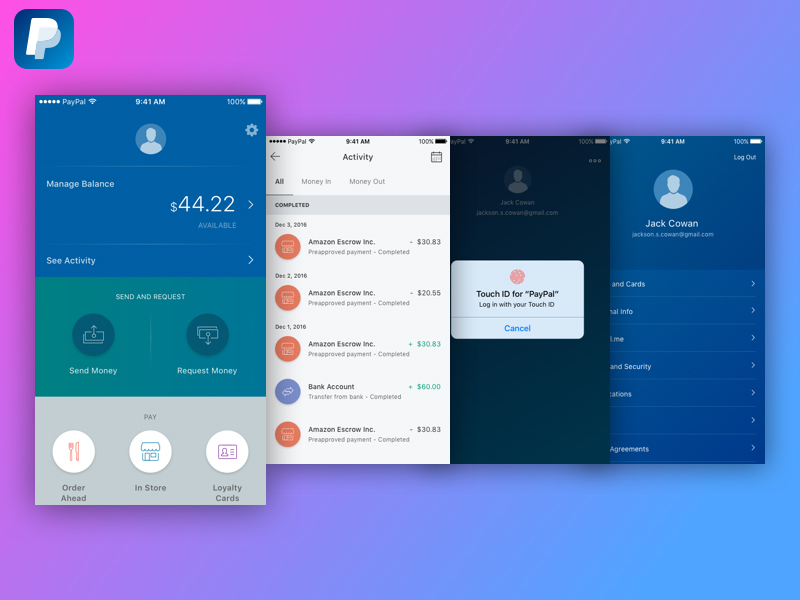 PayPal 9:41 AM 100%
Manage Balance
$44.22
AVAILABLE
See Activity
SEND AND REQUEST
Send Money Request Money
PAY
Order Ahead In Store Loyalty Cards
PayPal 9:41 AM 100%
Activity
All Money In Money Out
COMPLETED
Dec 3, 2016
Amazon Escrow Inc. - $30.83
Preapproved payment - Completed
Dec 2, 2016
Amazon Escrow Inc. - $20.55
Preapproved payment - Completed
Dec 1, 2016
Amazon Escrow Inc. + $30.83
Preapproved payment - Completed
Bank Account + $60.00
Transfer from bank - Completed
Amazon Escrow Inc. - $30.83
Preapproved payment - Completed
yPal 9:41 AM 100%
Jack Cowan
jackson.s.cowan@gmail.com
Touch ID for “PayPal”
Log in with your Touch ID
Cancel
yPal 9:41 AM 100%
Log Out
Jack Cowan
jackson.s.cowan@gmail.com
and Cards
nal Info
l.me
and Security
cations
Agreements